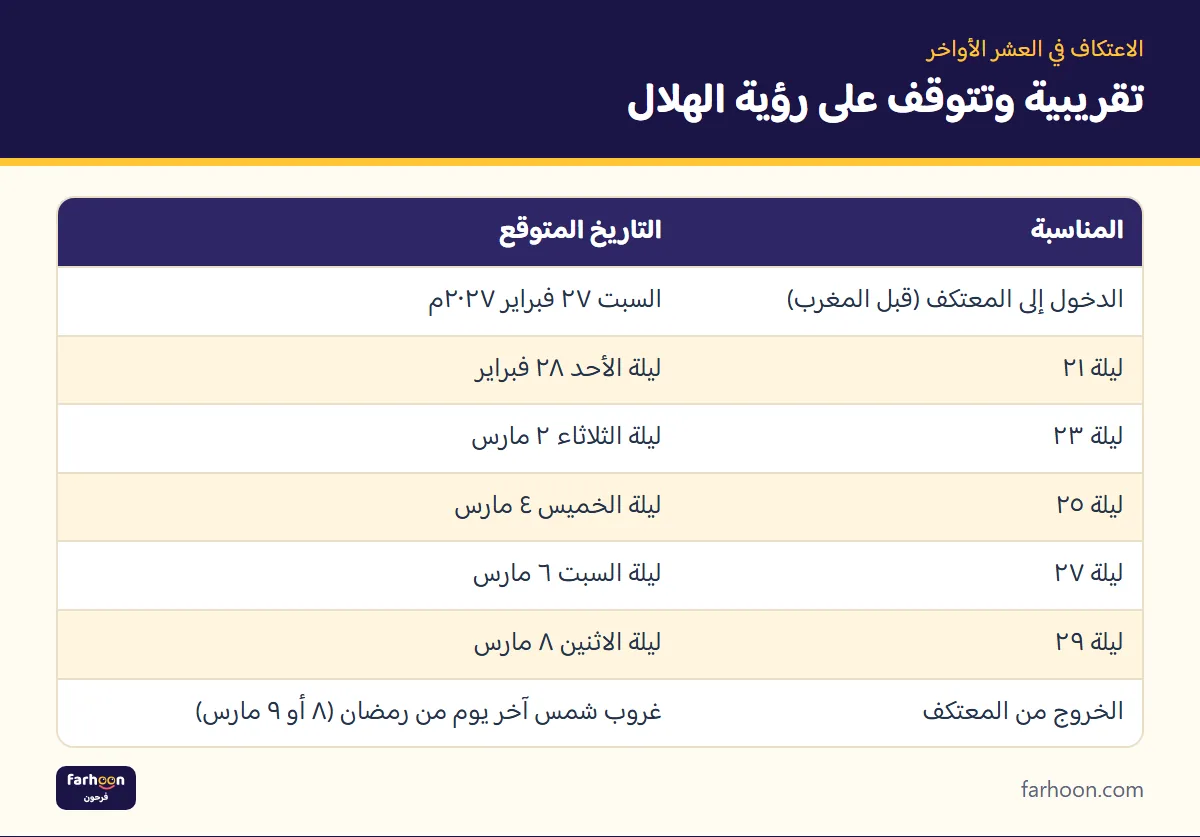 الاعتكاف في العشر الأواخر
تقريبية وتتوقف على رؤية الهلال
المناسبة التاريخ المتوقع
الدخول إلى المعتكف (قبل المغرب) السبت ٢٧ فبراير ٢٠٢٧م
ليلة ٢١ ليلة الأحد ٢٨ فبراير
ليلة ٢٣ ليلة الثلاثاء ٢ مارس
ليلة ٢٥ ليلة الخميس ٤ مارس
ليلة ٢٧ ليلة السبت ٦ مارس
ليلة ٢٩ ليلة الاثنين ٨ مارس
الخروج من المعتكف غروب شمس آخر يوم من رمضان (٨ أو ٩ مارس)
farhoon.com
farhoon
فرحون